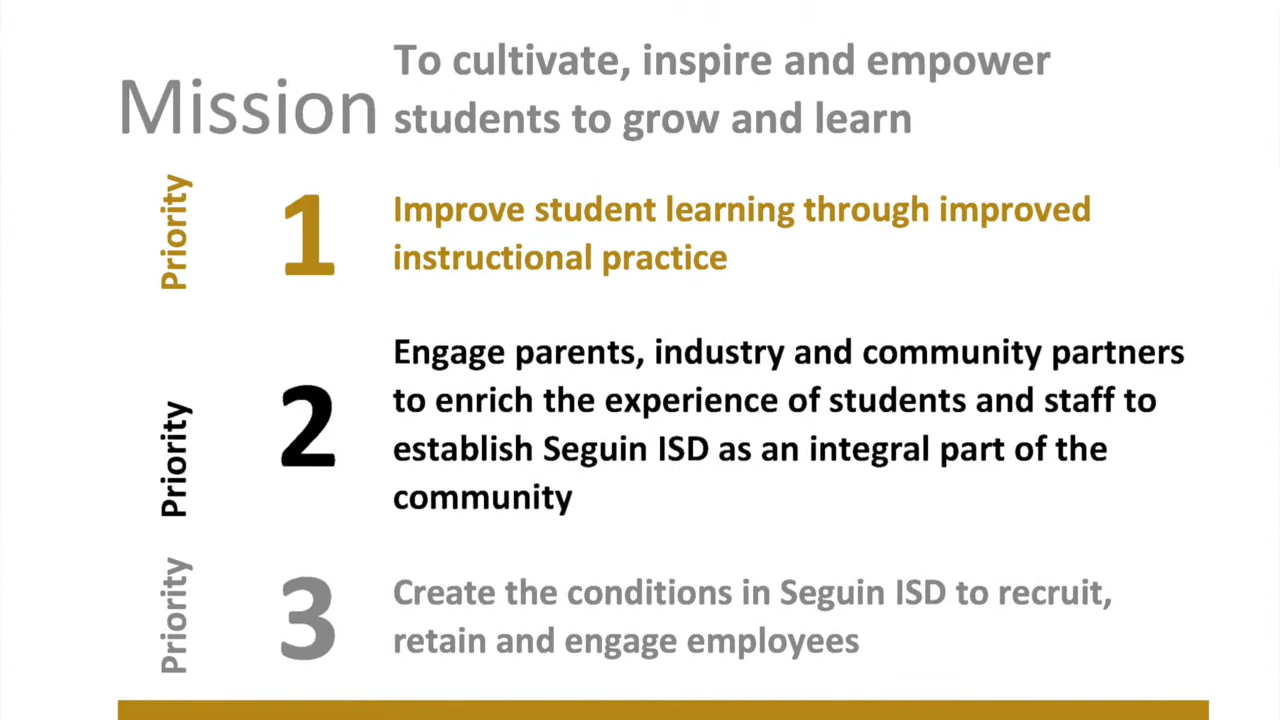 Mission
To cultivate, inspire and empower
students to grow and learn
Priority
1
Improve student learning through improved
instructional practice
Priority
2
Engage parents, industry and community partners
to enrich the experience of students and staff to
establish Seguin ISD as an integral part of the
community
Priority
3
Create the conditions in Seguin ISD to recruit,
retain and engage employees